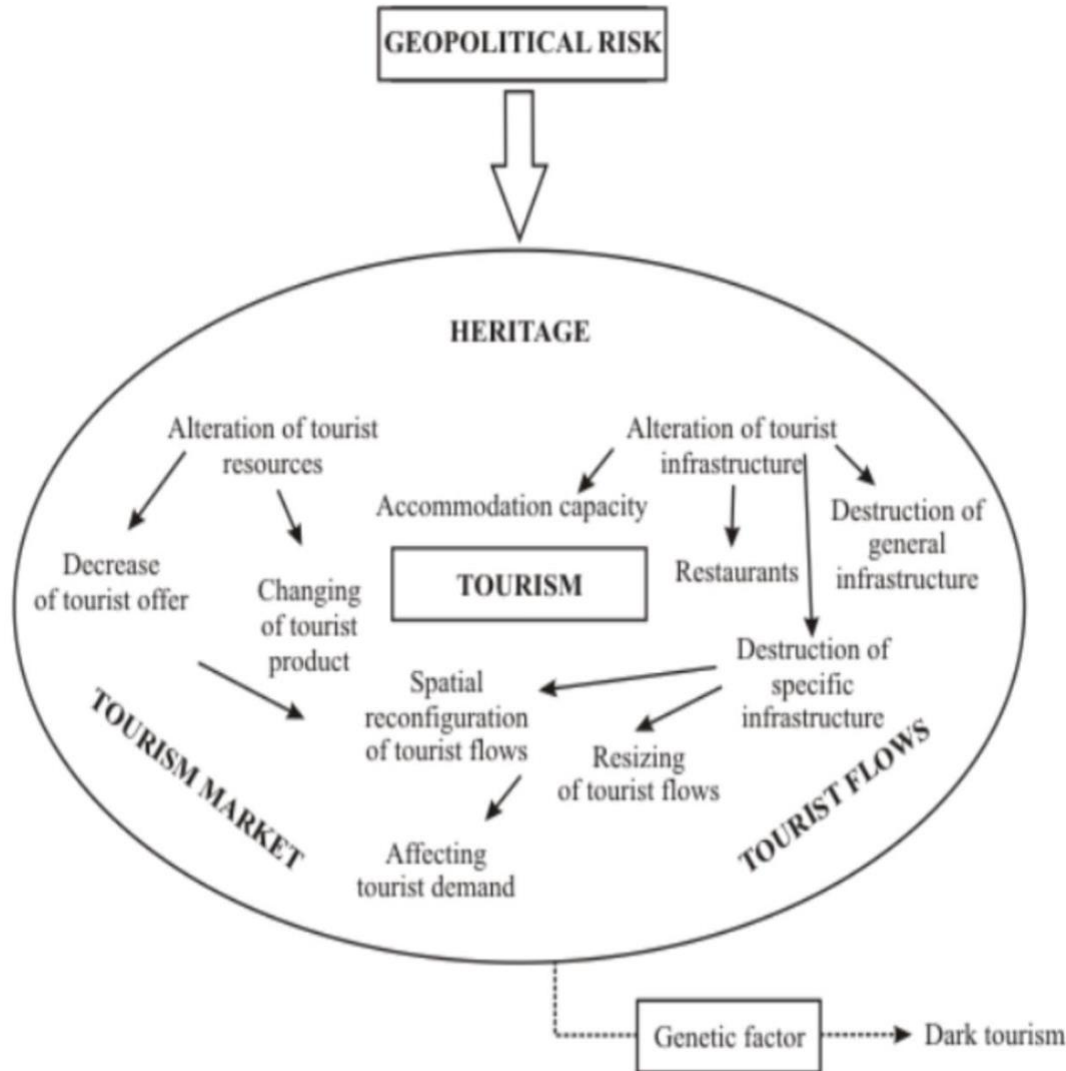 GEOPOLITICAL RISK
HERITAGE
Alteration of tourist
resources
Alteration of tourist
infrastructure
Accommodation capacity
Destruction of
general
infrastructure
Decrease
of tourist offer
Changing
of tourist
product
TOURISM
Restaurants
Destruction of
specific
infrastructure
Spatial
reconfiguration
of tourist flows
Resizing
of tourist flows
TOURISM MARKET
TOURIST FLOWS
Affecting
tourist demand
Genetic factor
Dark tourism